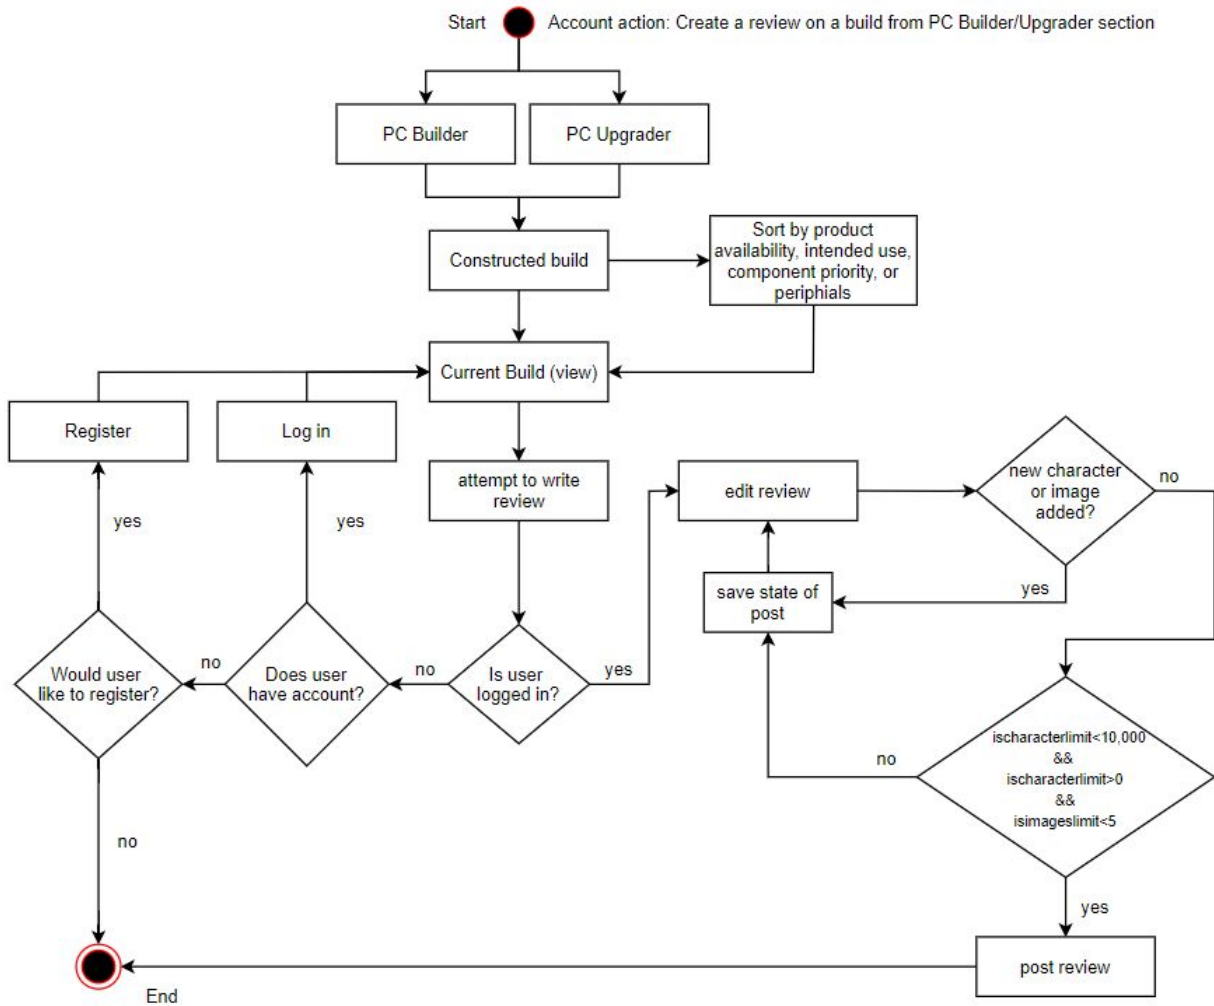 Start
Account action: Create a review on a build from PC Builder/Upgrader section
PC Builder
PC Upgrader
Constructed build
Sort by product
availability, intended use,
component priority, or
periphials
Current Build (view)
Register
Log in
attempt to write
review
edit review
new character
or image
added?
no
yes
yes
yes
save state of
post
Would user
like to register?
no
Does user
have account?
no
Is user
logged in?
yes
ischaracterlimit<10,000
&&
ischaracterlimit>0
&&
isimageslimit<5
no
no
yes
post review
End